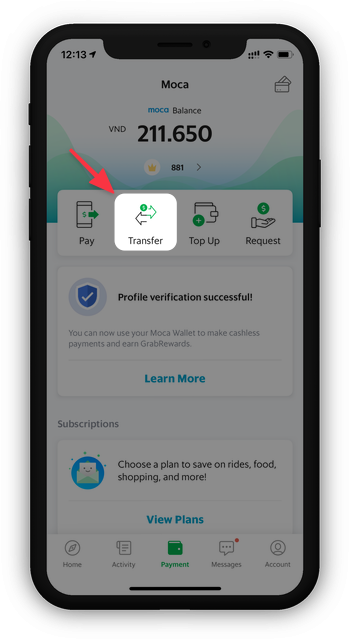 12:13
Moca
moca Balance
VND 211.650
881
Pay
Transfer
Top Up
Request
Profile verification successful!
You can now use your Moca Wallet to make cashless
payments and earn GrabRewards.
Learn More
Subscriptions
Choose a plan to save on rides, food,
shopping, and more!
View Plans
Home
Activity
Payment
Messages
Account